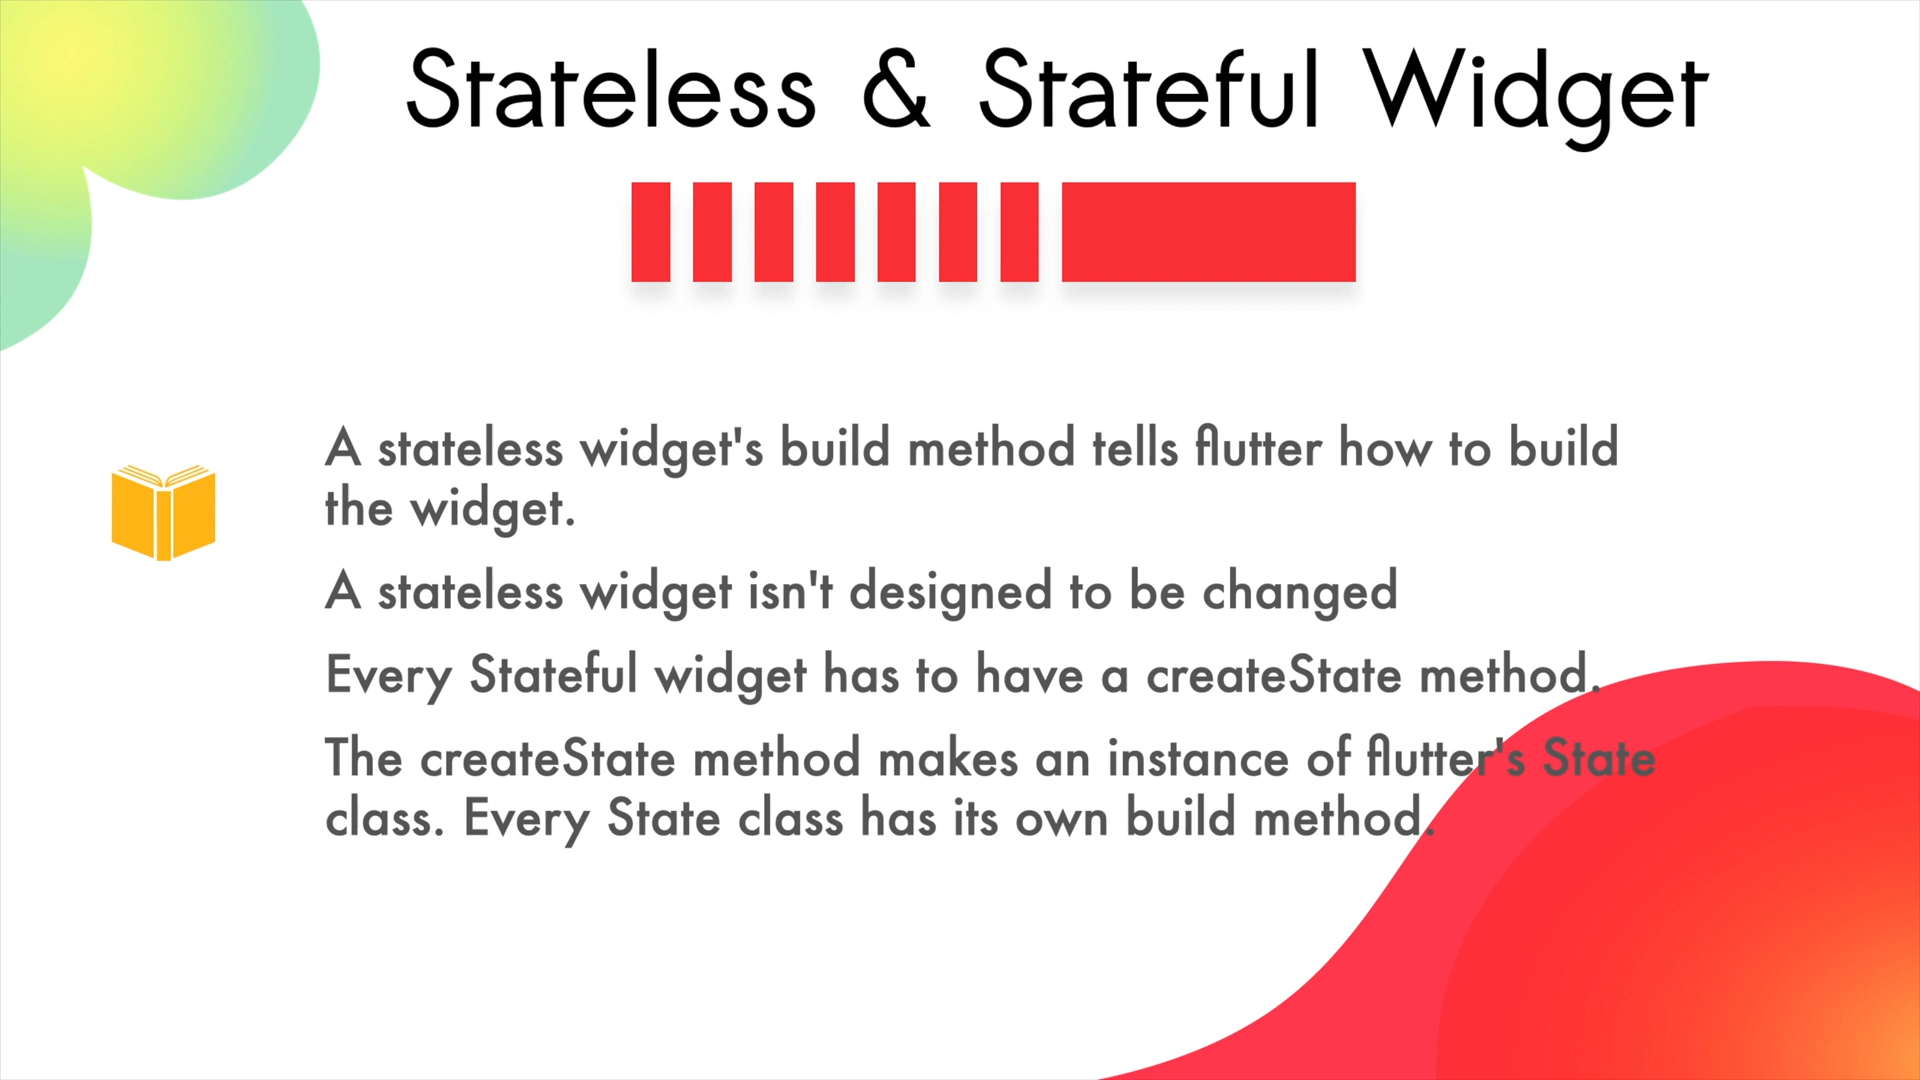 Stateless & Stateful Widget
A stateless widget's build method tells flutter how to build
the widget.
A stateless widget isn't designed to be changed
Every Stateful widget has to have a createState method.
The createState method makes an instance of flutter's State
class. Every State class has its own build method.